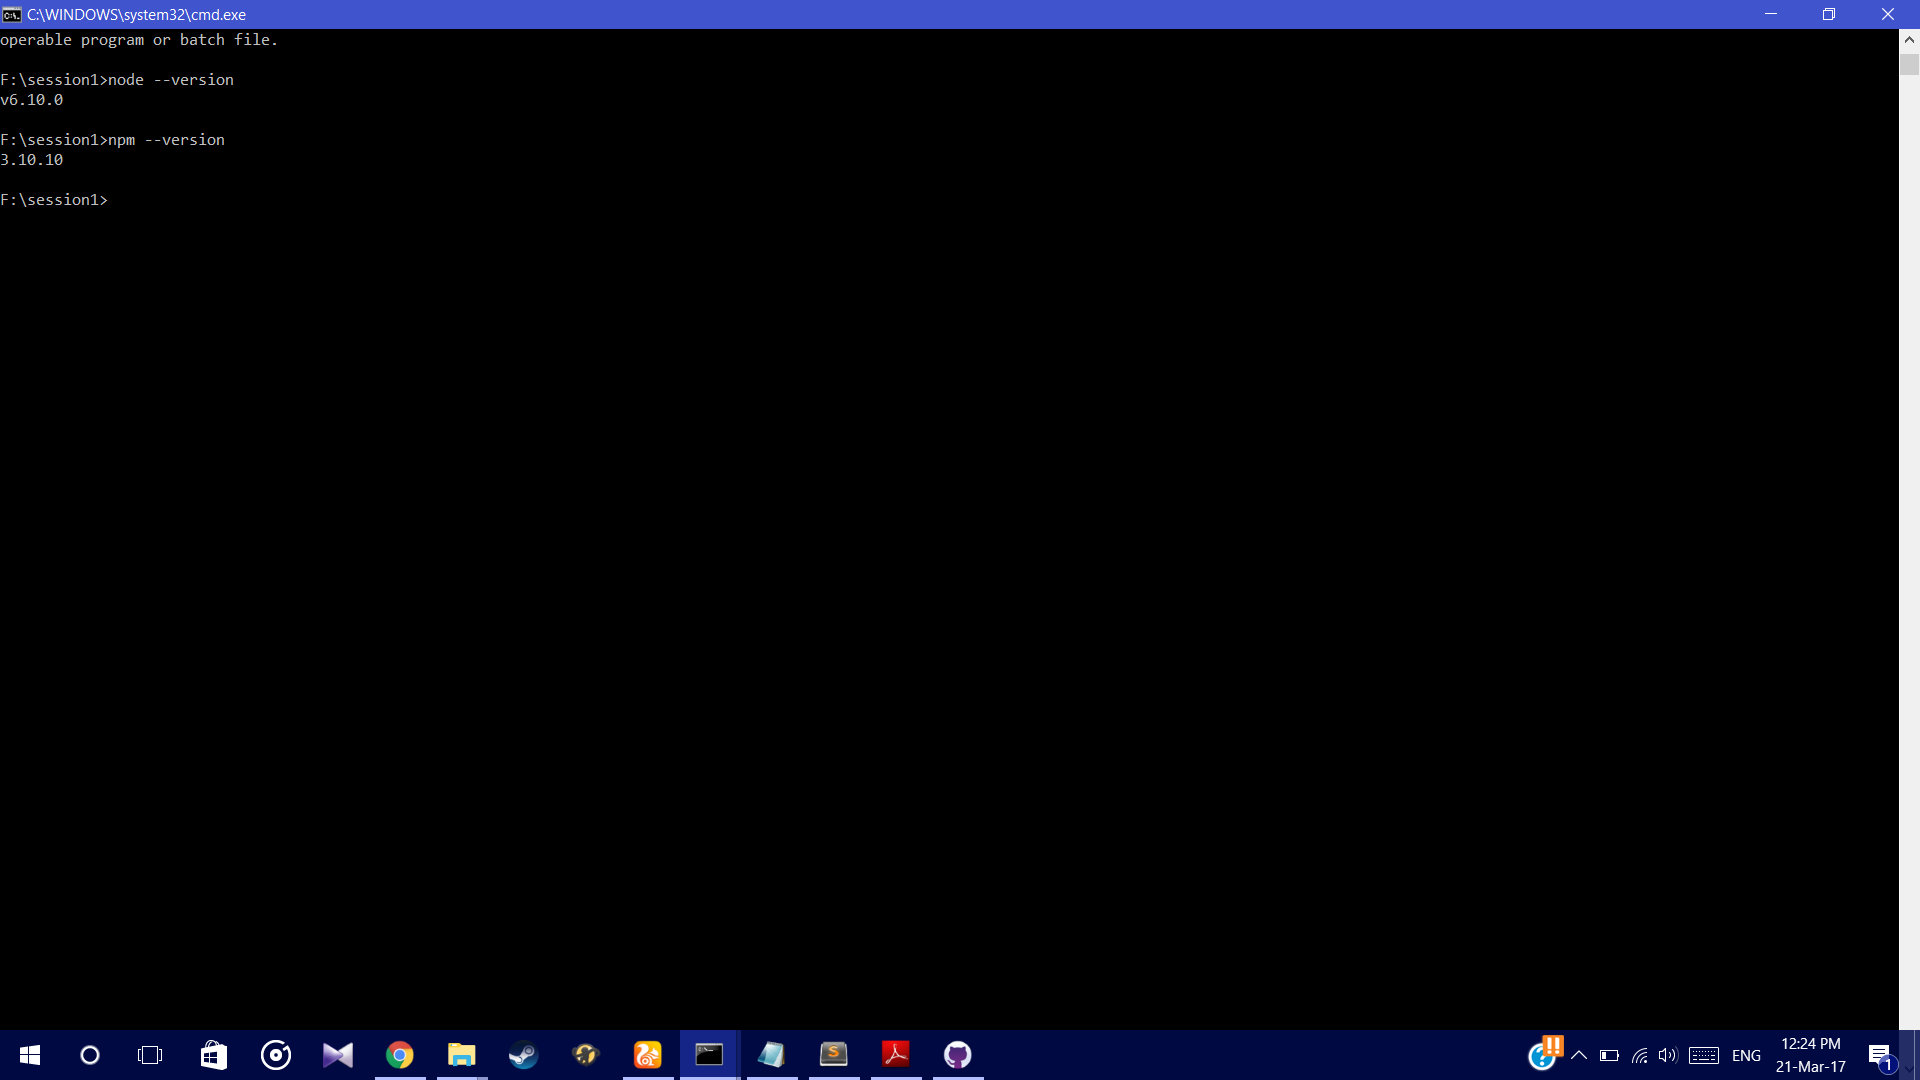 C:\WINDOWS\system32\cmd.exe
operable program or batch file.
F:\session1>node --version
v6.10.0
F:\session1>npm --version
3.10.10
F:\session1>
ENG
12:24 PM
21-Mar-17
1